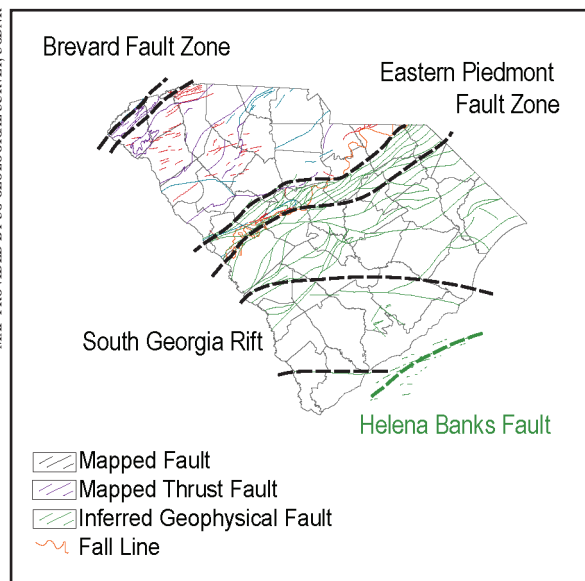 Brevard Fault Zone
Eastern Piedmont
Fault Zone
South Georgia Rift
Helena Banks Fault
Mapped Fault
Mapped Thrust Fault
Inferred Geophysical Fault
Fall Line